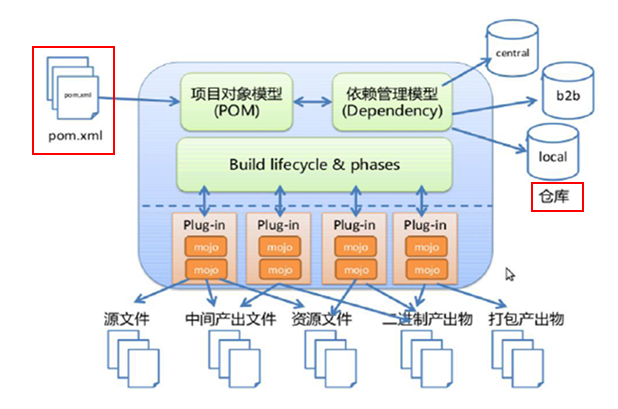 central
pom.xml
项目对象模型
(POM)
依赖管理模型
(Dependency)
b2b
pom.xml
local
Build lifecycle & phases
仓库
Plug-in
Plug-in
Plug-in
Plug-in
mojo
mojo
mojo
mojo
mojo
mojo
mojo
mojo
源文件
中间产出文件
资源文件
二进制产出物
打包产出物